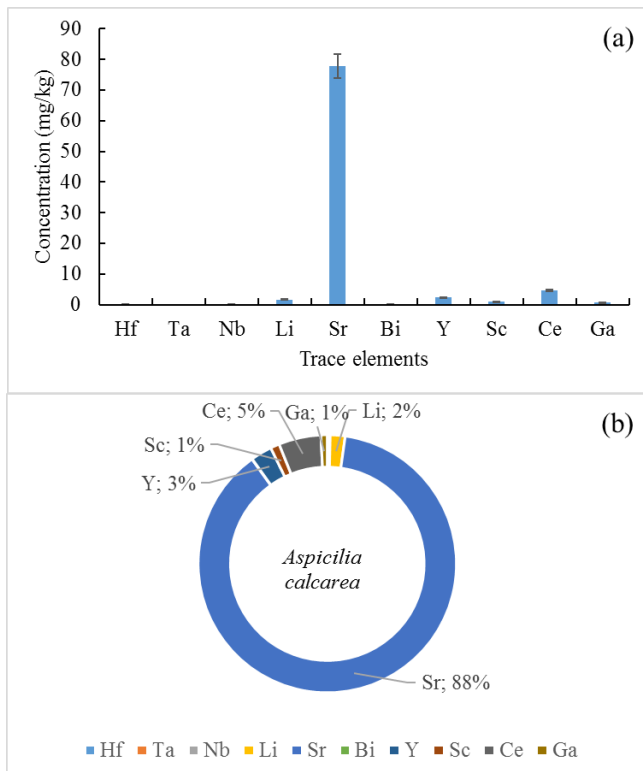 (a)
Concentration (mg/kg)
90
80
70
60
50
40
30
20
10
0
Hf Ta Nb Li Sr Bi Y Sc Ce Ga
Trace elements
(b)
Ce; 5% Ga; 1% Li; 2%
Sc; 1%
Y; 3%
Aspicilia
calcarea
Sr; 88%
Hf Ta Nb Li Sr Bi Y Sc Ce Ga